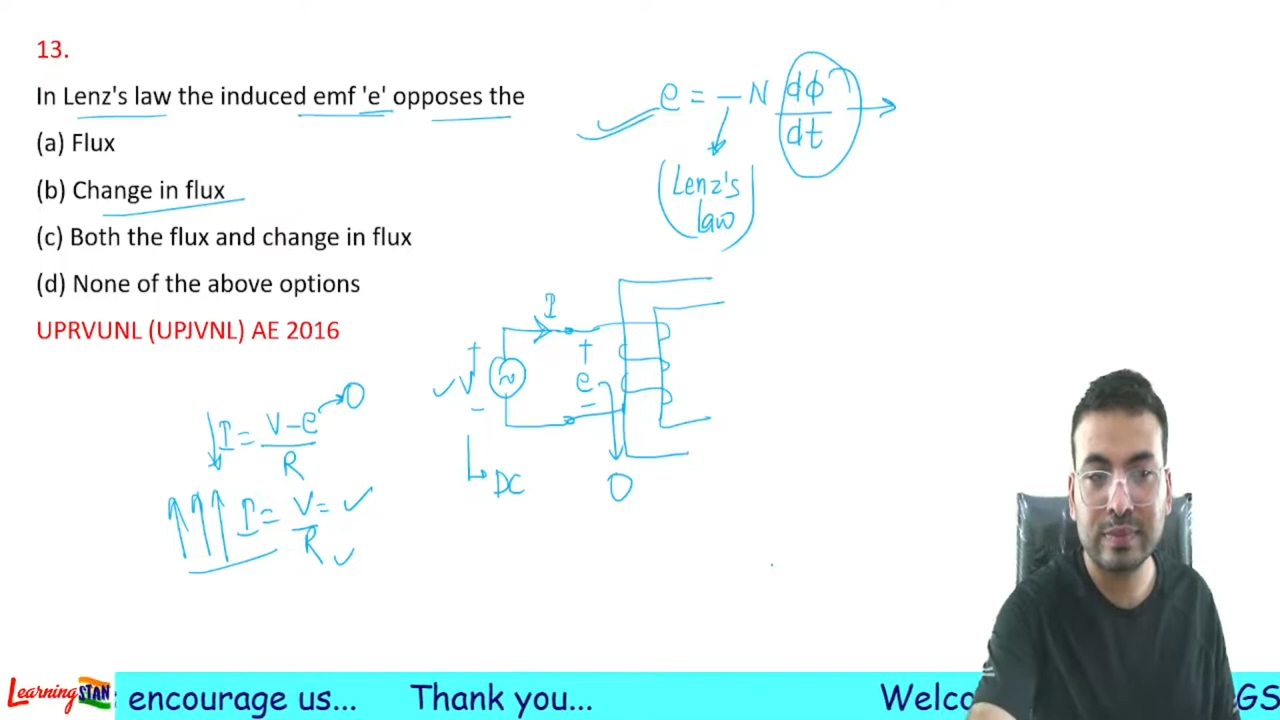 13.
In Lenz's law the induced emf 'e' opposes the
(a) Flux
(b) Change in flux
(c) Both the flux and change in flux
(d) None of the above options
UPRVUNL (UPJVNL) AE 2016
e = - N dφ/dt
(Lenz's
law)
I
+
V
-
+
e
-
DC
0
I = V-e / R
0
I = V/R =
LearningSTAN
encourage us... Thank you... Welco
GS